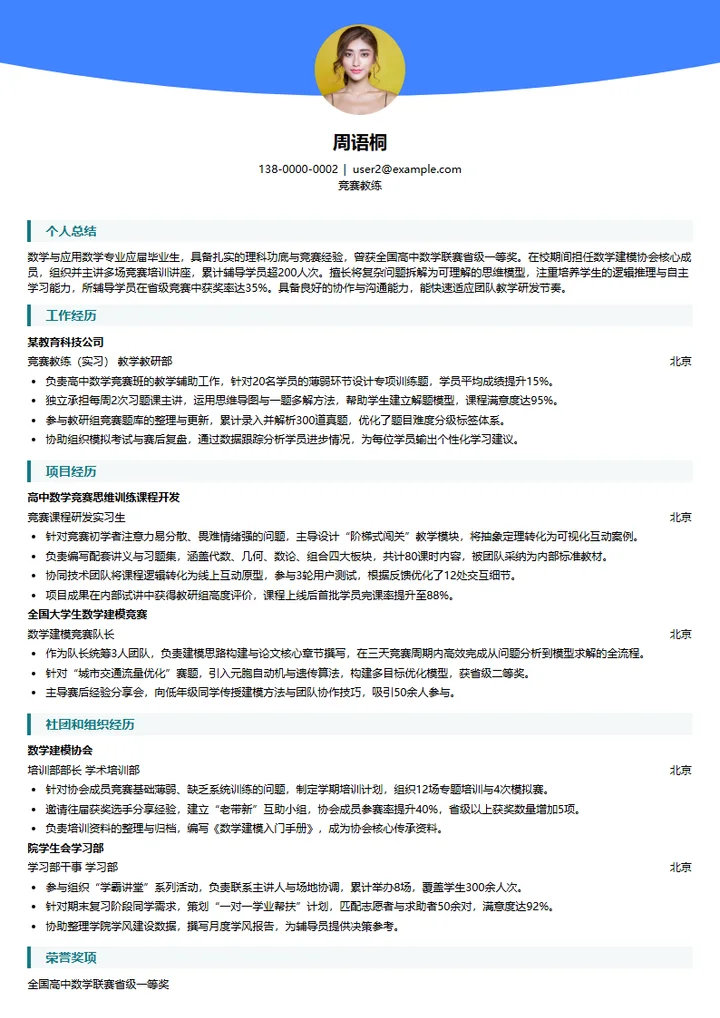 周语桐
138-0000-0002 | user2@example.com
竞赛教练
个人总结
数学与应用数学专业应届毕业生，具备扎实的理科功底与竞赛经验，曾获全国高中数学联赛省级一等奖。在校期间担任数学建模协会核心成
员，组织并主讲多场竞赛培训讲座，累计辅导学员超200人次。擅长将复杂问题拆解为可理解的思维模型，注重培养学生的逻辑推理与自主
学习能力，所辅导学员在省级竞赛中获奖率达35%。具备良好的协作与沟通能力，能快速适应团队教学研发节奏。
工作经历
某教育科技公司
竞赛教练（实习） 教学教研部 北京
• 负责高中数学竞赛班的教学辅助工作，针对20名学员的薄弱环节设计专项训练题，学员平均成绩提升15%。
• 独立承担每周2次习题课主讲，运用思维导图与一题多解方法，帮助学生建立解题模型，课程满意度达95%。
• 参与教研组竞赛题库的整理与更新，累计录入并解析300道真题，优化了题目难度分级标签体系。
• 协助组织模拟考试与赛后复盘，通过数据跟踪分析学员进步情况，为每位学员输出个性化学习建议。
项目经历
高中数学竞赛思维训练课程开发
竞赛课程研发实习生 北京
• 针对竞赛初学者注意力易分散、畏难情绪强的问题，主导设计“阶梯式闯关”教学模块，将抽象定理转化为可视化互动案例。
• 负责编写配套讲义与习题集，涵盖代数、几何、数论、组合四大板块，共计80课时内容，被团队采纳为内部标准教材。
• 协同技术团队将课程逻辑转化为线上互动原型，参与3轮用户测试，根据反馈优化了12处交互细节。
• 项目成果在内部试讲中获得教研组高度评价，课程上线后首批学员完课率提升至88%。
全国大学生数学建模竞赛
数学建模竞赛队长 北京
• 作为队长统筹3人团队，负责建模思路构建与论文核心章节撰写，在三天竞赛周期内高效完成从问题分析到模型求解的全流程。
• 针对“城市交通流量优化”赛题，引入元胞自动机与遗传算法，构建多目标优化模型，获省级二等奖。
• 主导赛后经验分享会，向低年级同学传授建模方法与团队协作技巧，吸引50余人参与。
社团和组织经历
数学建模协会
培训部部长 学术培训部 北京
• 针对协会成员竞赛基础薄弱、缺乏系统训练的问题，制定学期培训计划，组织12场专题培训与4次模拟赛。
• 邀请往届获奖选手分享经验，建立“老带新”互助小组，协会成员参赛率提升40%，省级以上获奖数量增加5项。
• 负责培训资料的整理与归档，编写《数学建模入门手册》，成为协会核心传承资料。
院学生会学习部
学习部干事 学习部 北京
• 参与组织“学霸讲堂”系列活动，负责联系主讲人与场地协调，累计举办8场，覆盖学生300余人次。
• 针对期末复习阶段同学需求，策划“一对一学业帮扶”计划，匹配志愿者与求助者50余对，满意度达92%。
• 协助整理学院学风建设数据，撰写月度学风报告，为辅导员提供决策参考。
荣誉奖项
全国高中数学联赛省级一等奖